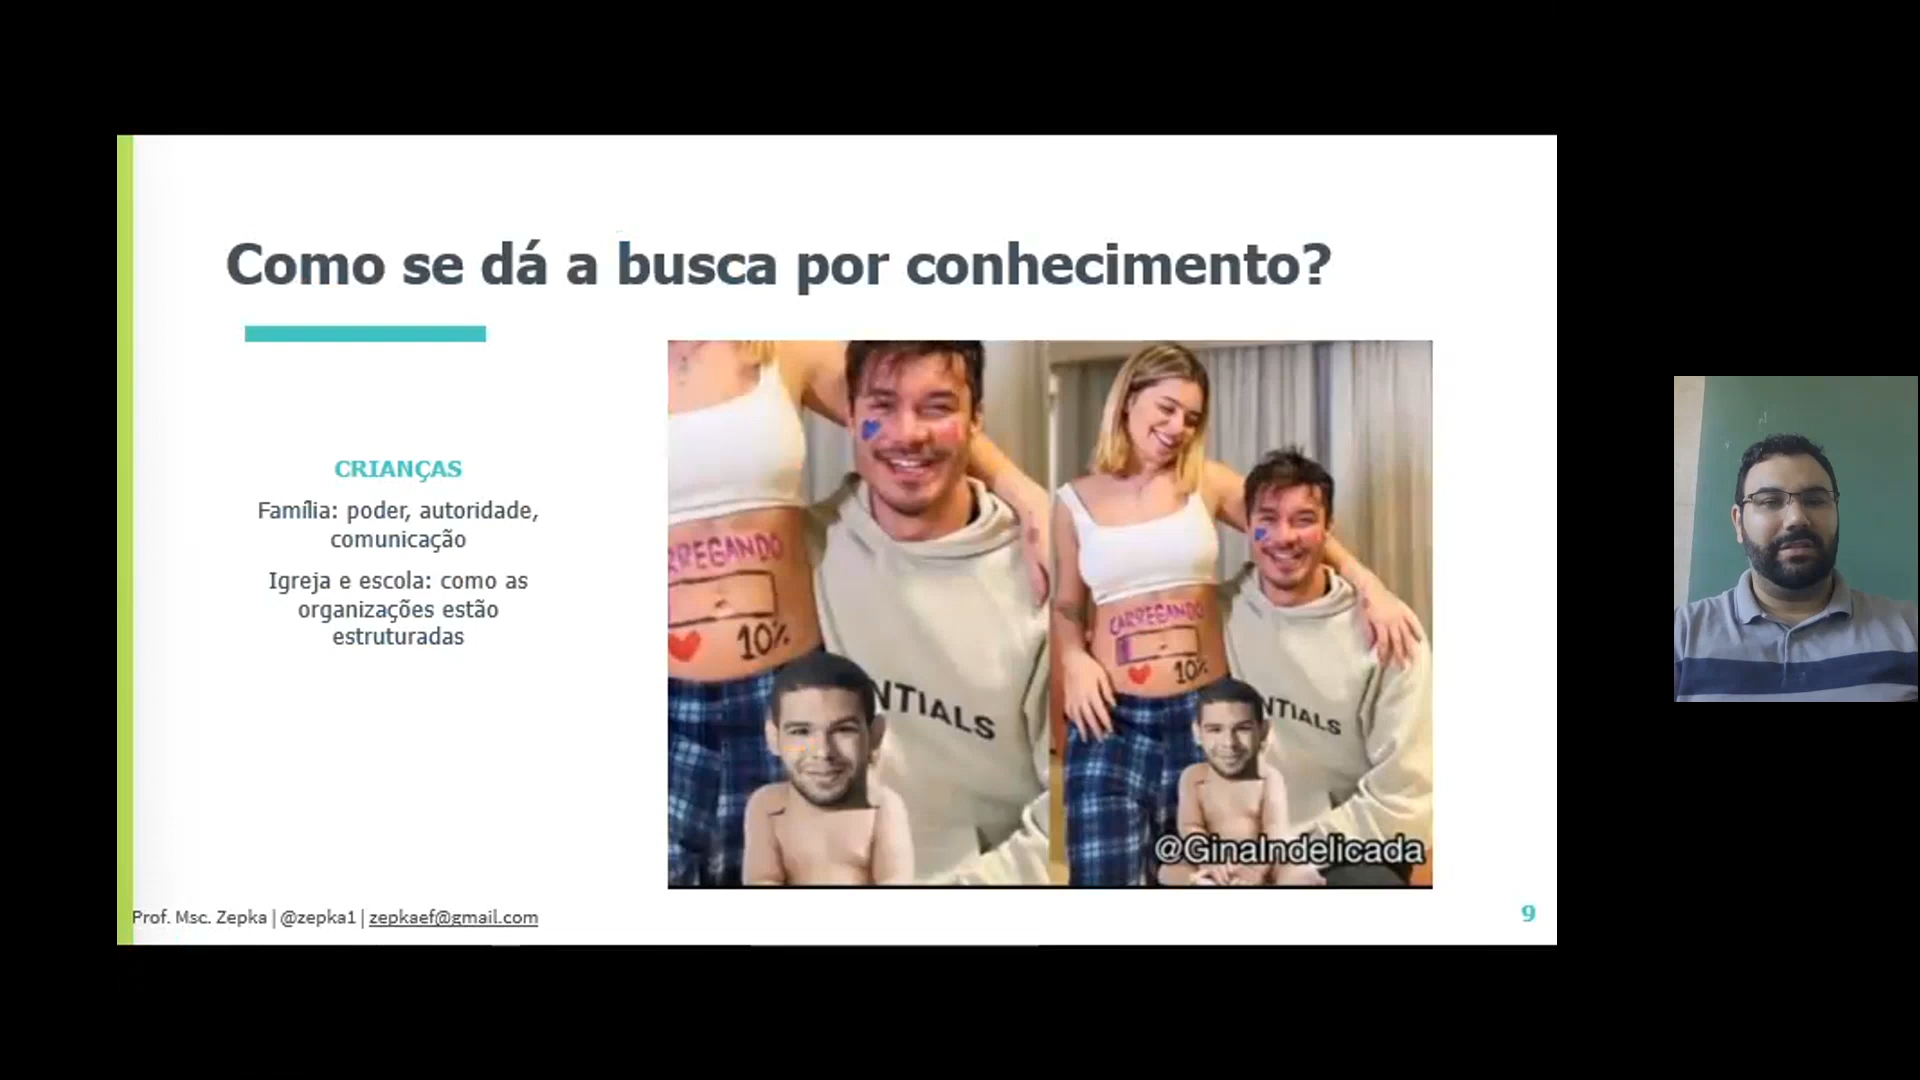 Como se dá a busca por conhecimento?
CRIANÇAS
Família: poder, autoridade,
comunicação
Igreja e escola: como as
organizações estão
estruturadas
RREGANDO
10%
NTIALS
CARREGANDO
10%
NTIALS
@GinaIndelicada
Prof. Msc. Zepka | @zepka1 | zepkaef@gmail.com
9